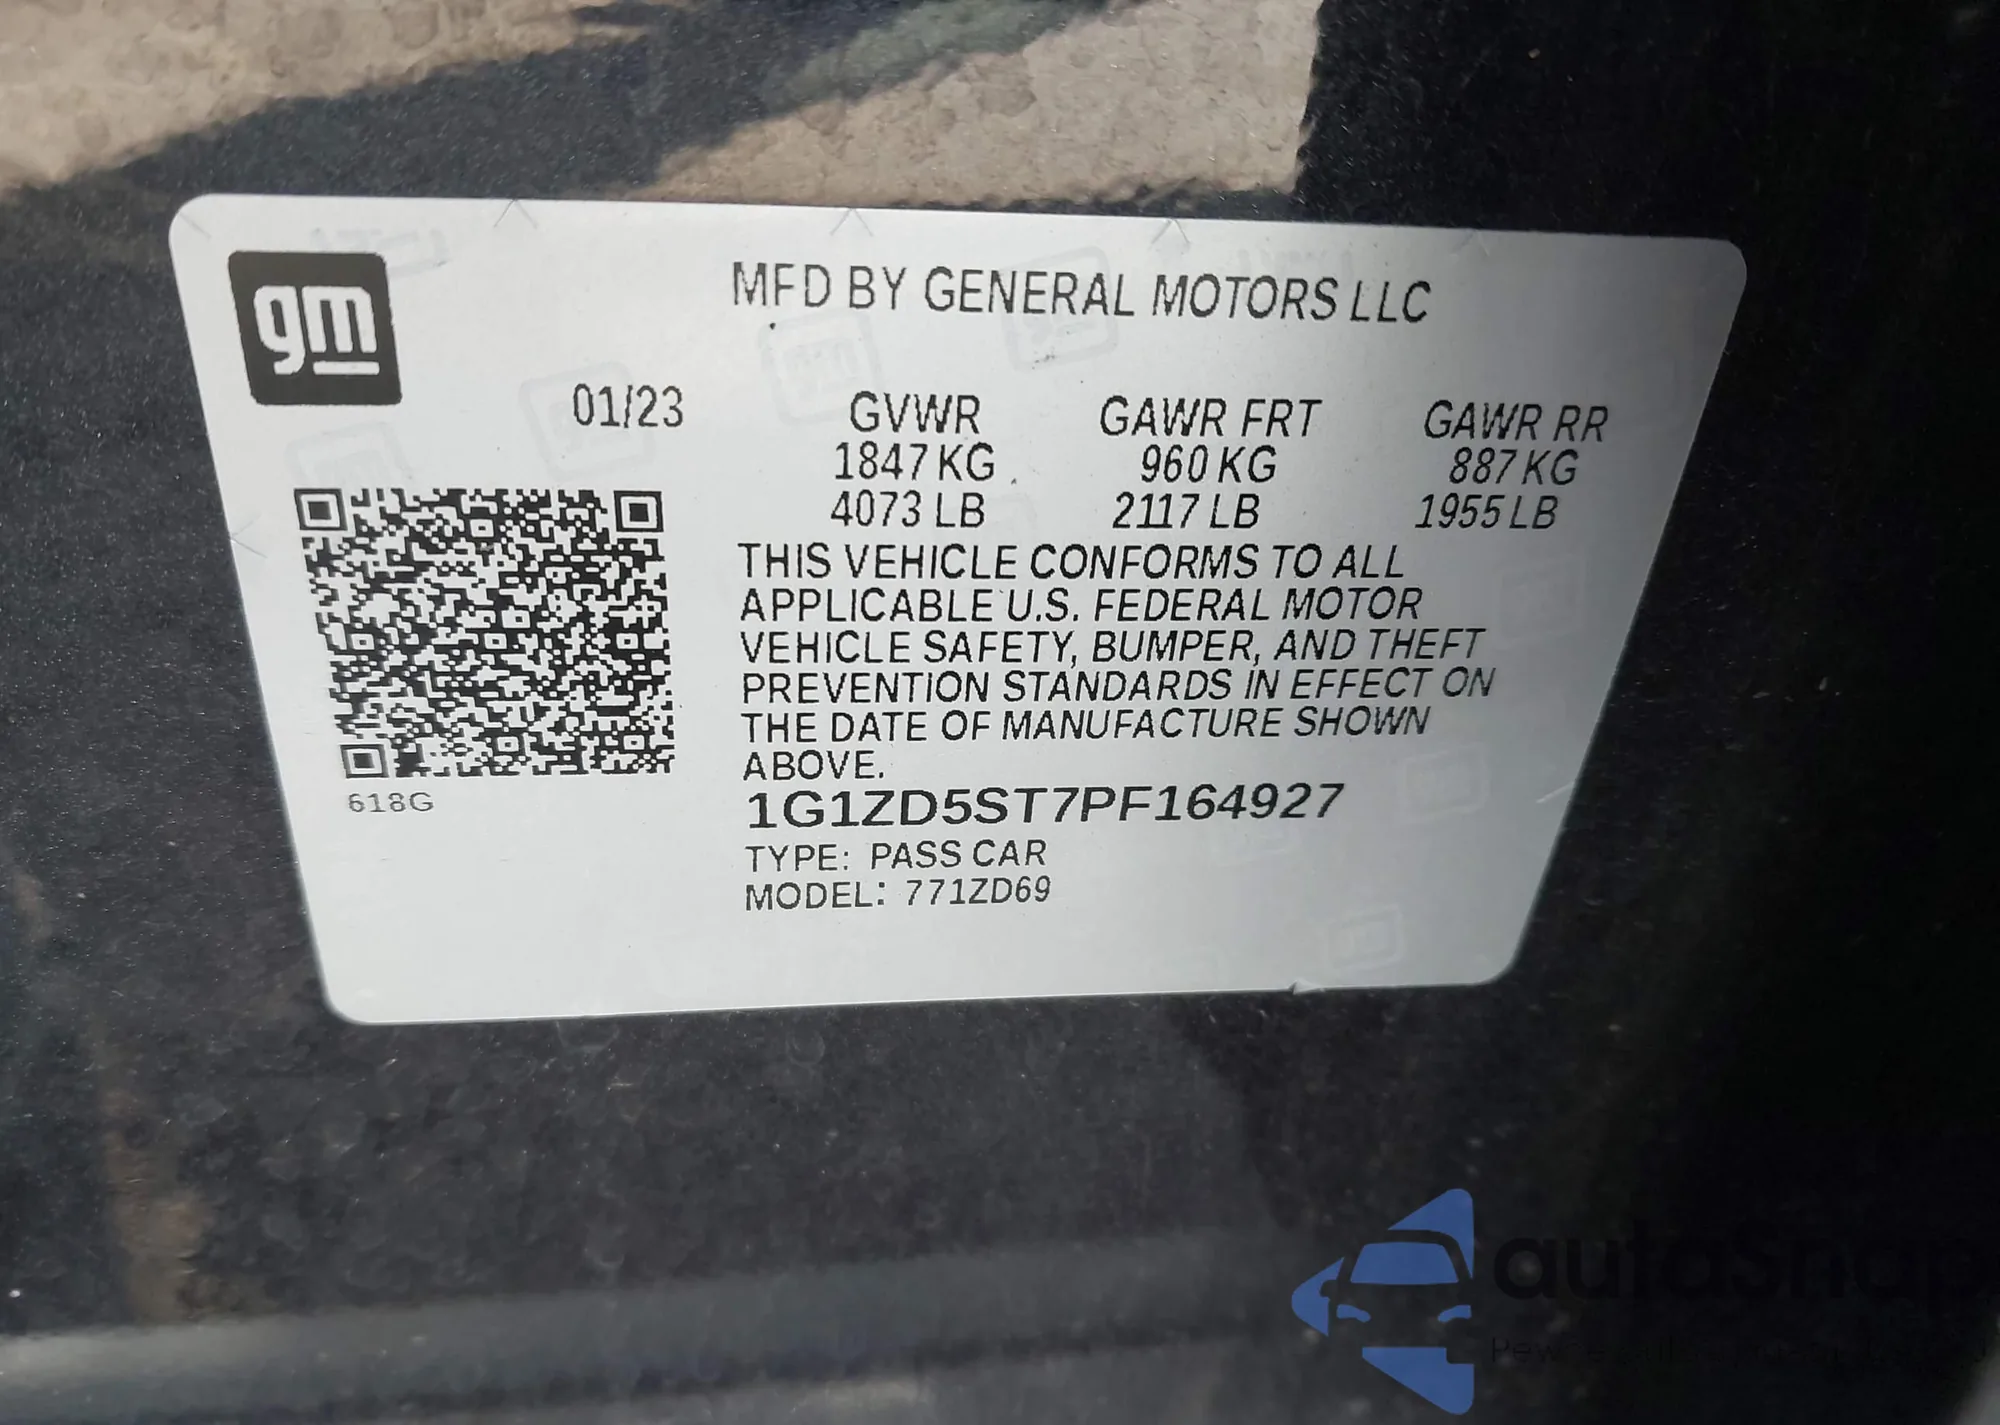 gm
MFD BY GENERAL MOTORS LLC
01/23
GVWR GAWR FRT GAWR RR
1847 KG 960 KG 887 KG
4073 LB 2117 LB 1955 LB
THIS VEHICLE CONFORMS TO ALL
APPLICABLE U.S. FEDERAL MOTOR
VEHICLE SAFETY, BUMPER, AND THEFT
PREVENTION STANDARDS IN EFFECT ON
THE DATE OF MANUFACTURE SHOWN
ABOVE.
618G
1G1ZD5ST7PF164927
TYPE: PASS CAR
MODEL: 771ZD69
autosnap